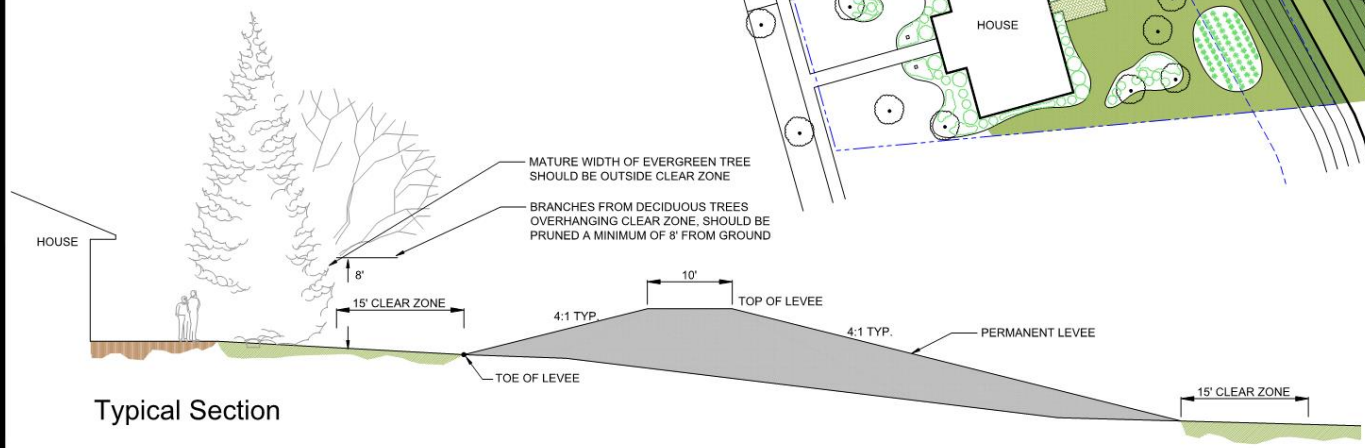 HOUSE
MATURE WIDTH OF EVERGREEN TREE
SHOULD BE OUTSIDE CLEAR ZONE
BRANCHES FROM DECIDUOUS TREES
OVERHANGING CLEAR ZONE, SHOULD BE
PRUNED A MINIMUM OF 8' FROM GROUND
HOUSE
8'
15' CLEAR ZONE
10'
TOP OF LEVEE
4:1 TYP.
4:1 TYP.
PERMANENT LEVEE
TOE OF LEVEE
15' CLEAR ZONE
Typical Section